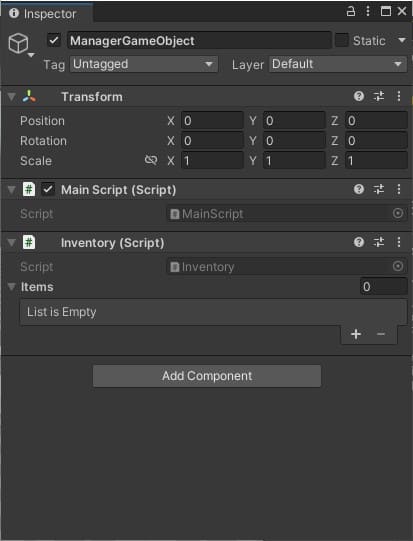 Inspector
ManagerGameObject Static
Tag Untagged Layer Default
Transform
Position X 0 Y 0 Z 0
Rotation X 0 Y 0 Z 0
Scale X 1 Y 1 Z 1
# Main Script (Script)
Script # MainScript
# Inventory (Script)
Script # Inventory
Items 0
List is Empty
+ −
Add Component